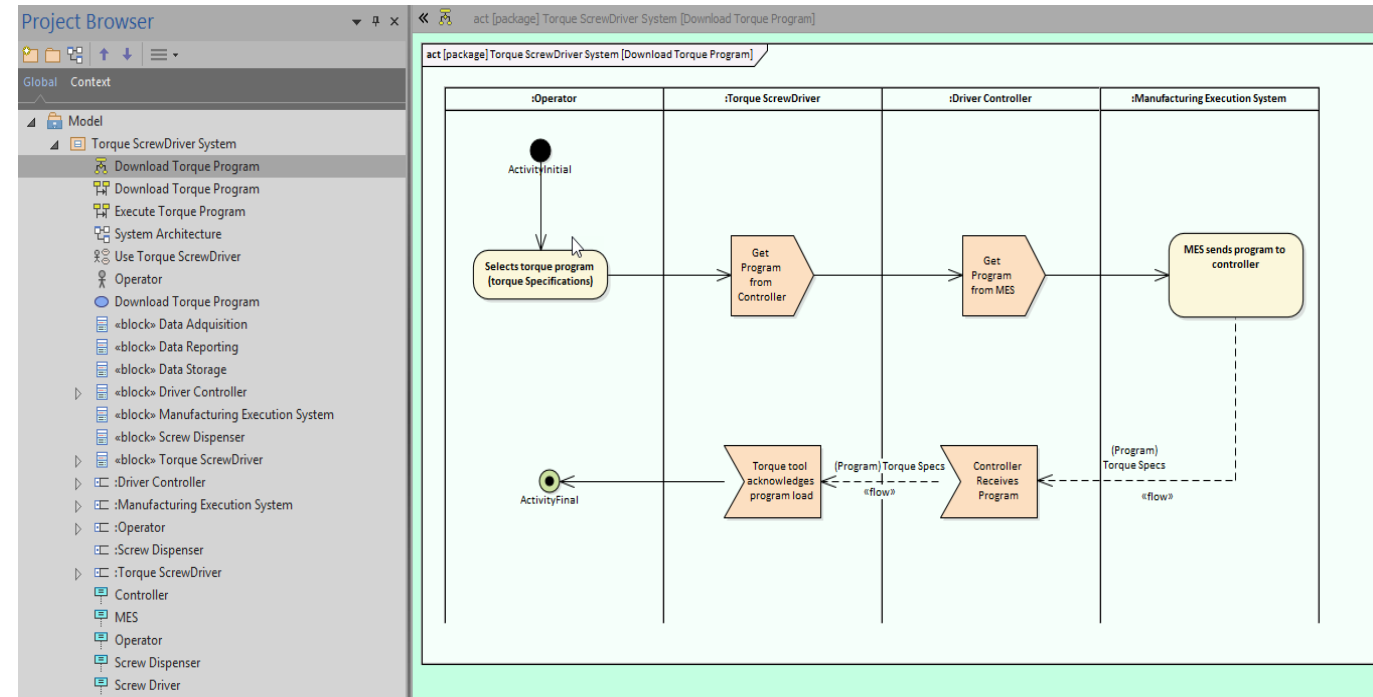 Project Browser
Global Context
Model
Torque ScrewDriver System
Download Torque Program
Download Torque Program
Execute Torque Program
System Architecture
Use Torque ScrewDriver
Operator
Download Torque Program
«block» Data Adquisition
«block» Data Reporting
«block» Data Storage
«block» Driver Controller
«block» Manufacturing Execution System
«block» Screw Dispenser
«block» Torque ScrewDriver
:Driver Controller
:Manufacturing Execution System
:Operator
:Screw Dispenser
:Torque ScrewDriver
Controller
MES
Operator
Screw Dispenser
Screw Driver
act [package] Torque ScrewDriver System [Download Torque Program]
act [package] Torque ScrewDriver System [Download Torque Program]
:Operator
:Torque ScrewDriver
:Driver Controller
:Manufacturing Execution System
ActivityInitial
Selects torque program
(torque Specifications)
Get
Program
from
Controller
Get
Program
from MES
MES sends program to
controller
ActivityFinal
Torque tool
acknowledges
program load
(Program) Torque Specs
«flow»
Controller
Receives
Program
(Program)
Torque Specs
«flow»